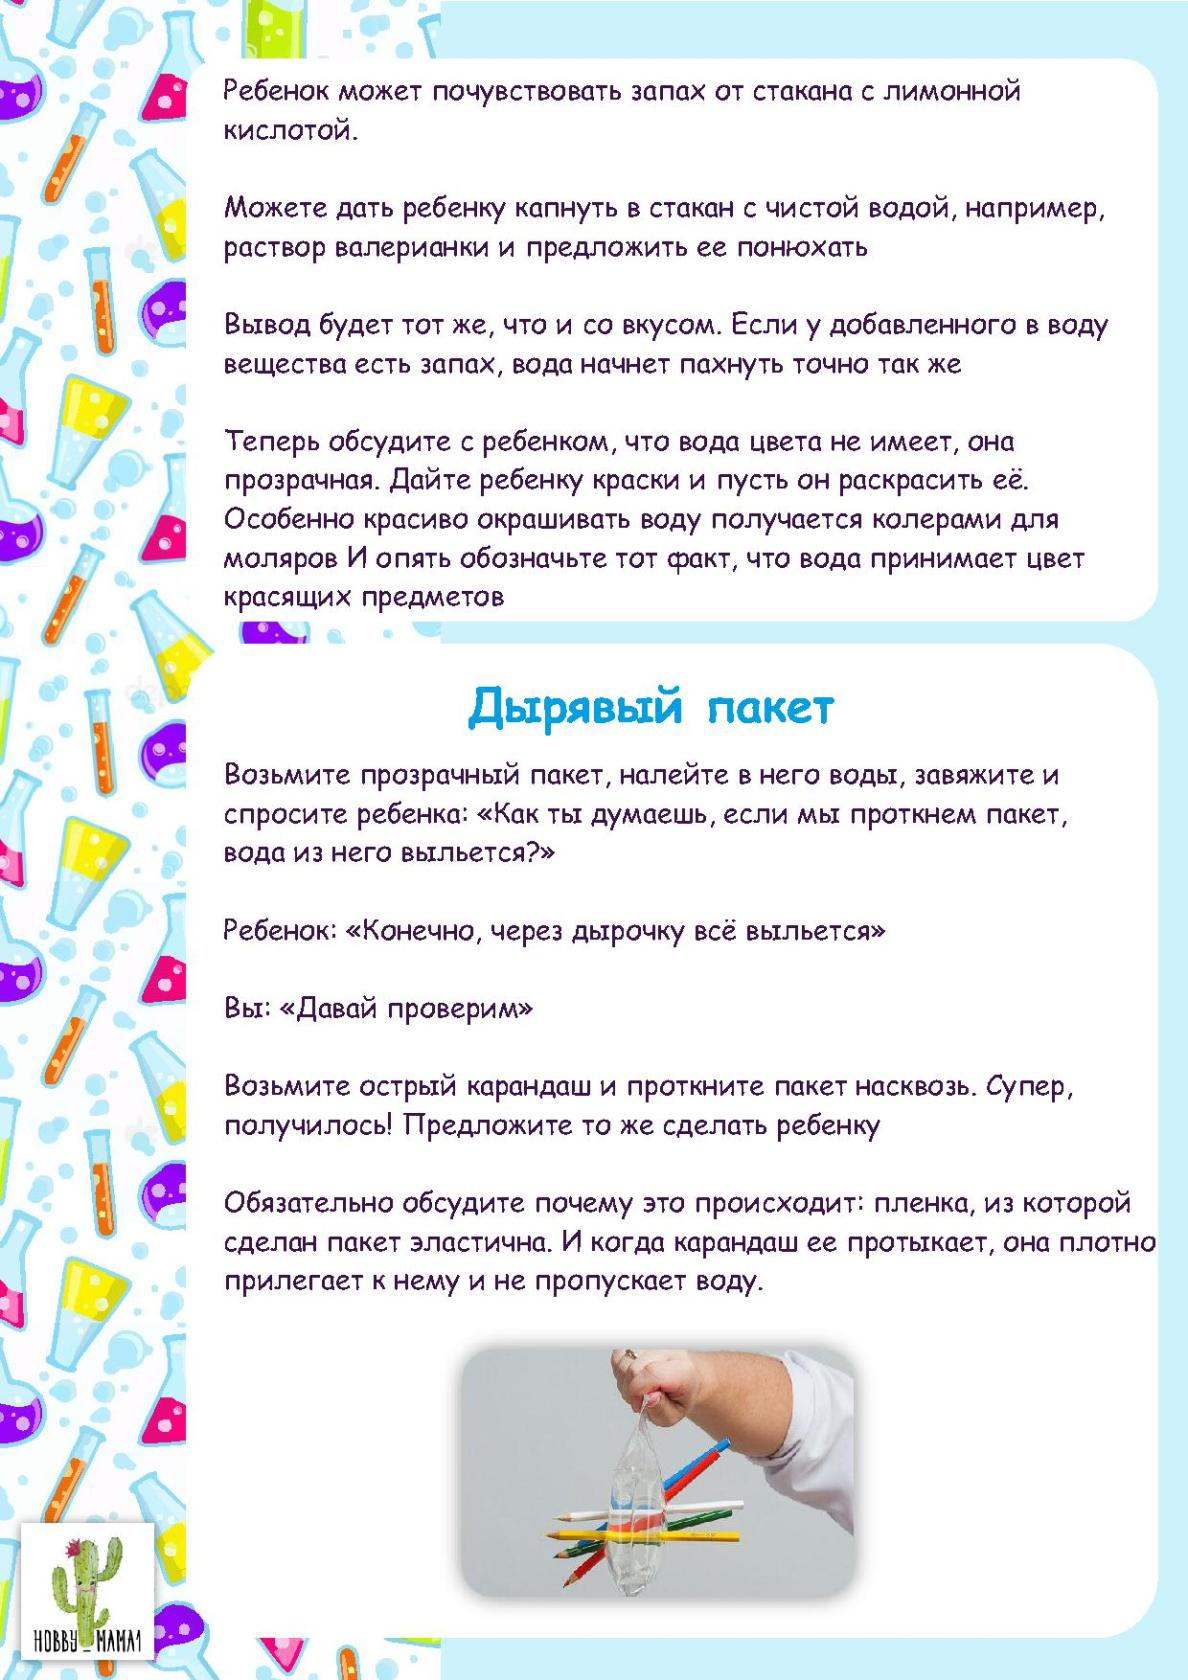 Ребенок может почувствовать запах от стакана с лимонной
кислотой.
Можете дать ребенку капнуть в стакан с чистой водой, например,
раствор валерианки и предложить ее понюхать
Вывод будет тот же, что и со вкусом. Если у добавленного в воду
вещества есть запах, вода начнет пахнуть точно так же
Теперь обсудите с ребенком, что вода цвета не имеет, она
прозрачная. Дайте ребенку краски и пусть он раскрасить её.
Особенно красиво окрашивать воду получается колерами для
моляров И опять обозначьте тот факт, что вода принимает цвет
красящих предметов
Дырявый пакет
Возьмите прозрачный пакет, налейте в него воды, завяжите и
спросите ребенка: «Как ты думаешь, если мы проткнем пакет,
вода из него выльется?»
Ребенок: «Конечно, через дырочку всё выльется»
Вы: «Давай проверим»
Возьмите острый карандаш и проткните пакет насквозь. Супер,
получилось! Предложите то же сделать ребенку
Обязательно обсудите почему это происходит: пленка, из которой
сделан пакет эластична. И когда карандаш ее протыкает, она плотно
прилегает к нему и не пропускает воду.
HOBBY_MAMA1